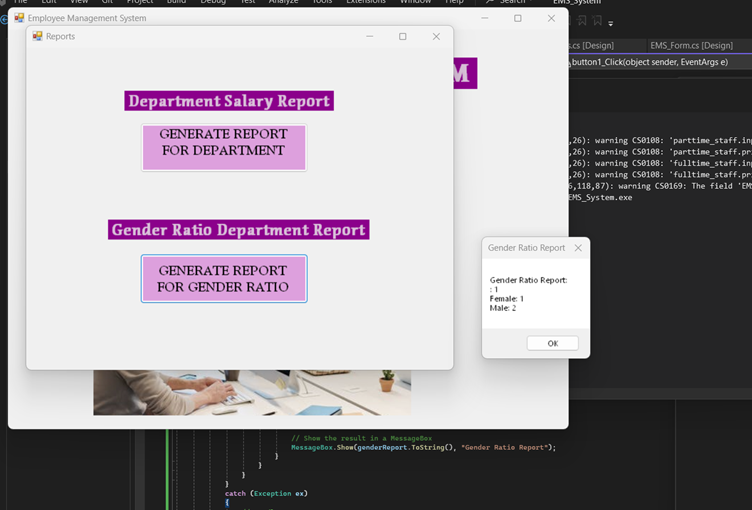 File Edit View Git Project Build Debug Test Analyze Tools Extensions Window Help Search EMS_System
Employee Management System
Reports
s.cs [Design] EMS_Form.cs [Design]
button1_Click(object sender, EventArgs e)
M
Department Salary Report
GENERATE REPORT
FOR DEPARTMENT
,26): warning CS0108: 'parttime_staff.in
,26): warning CS0108: 'parttime_staff.pr
,26): warning CS0108: 'fulltime_staff.in
,26): warning CS0108: 'fulltime_staff.pr
6,118,87): warning CS0169: The field 'EM
EMS_System.exe
Gender Ratio Department Report
GENERATE REPORT
FOR GENDER RATIO
Gender Ratio Report
Gender Ratio Report:
: 1
Female: 1
Male: 2
OK
// Show the result in a MessageBox
MessageBox.Show(genderReport.ToString(), "Gender Ratio Report");
}
}
}
}
catch (Exception ex)
{